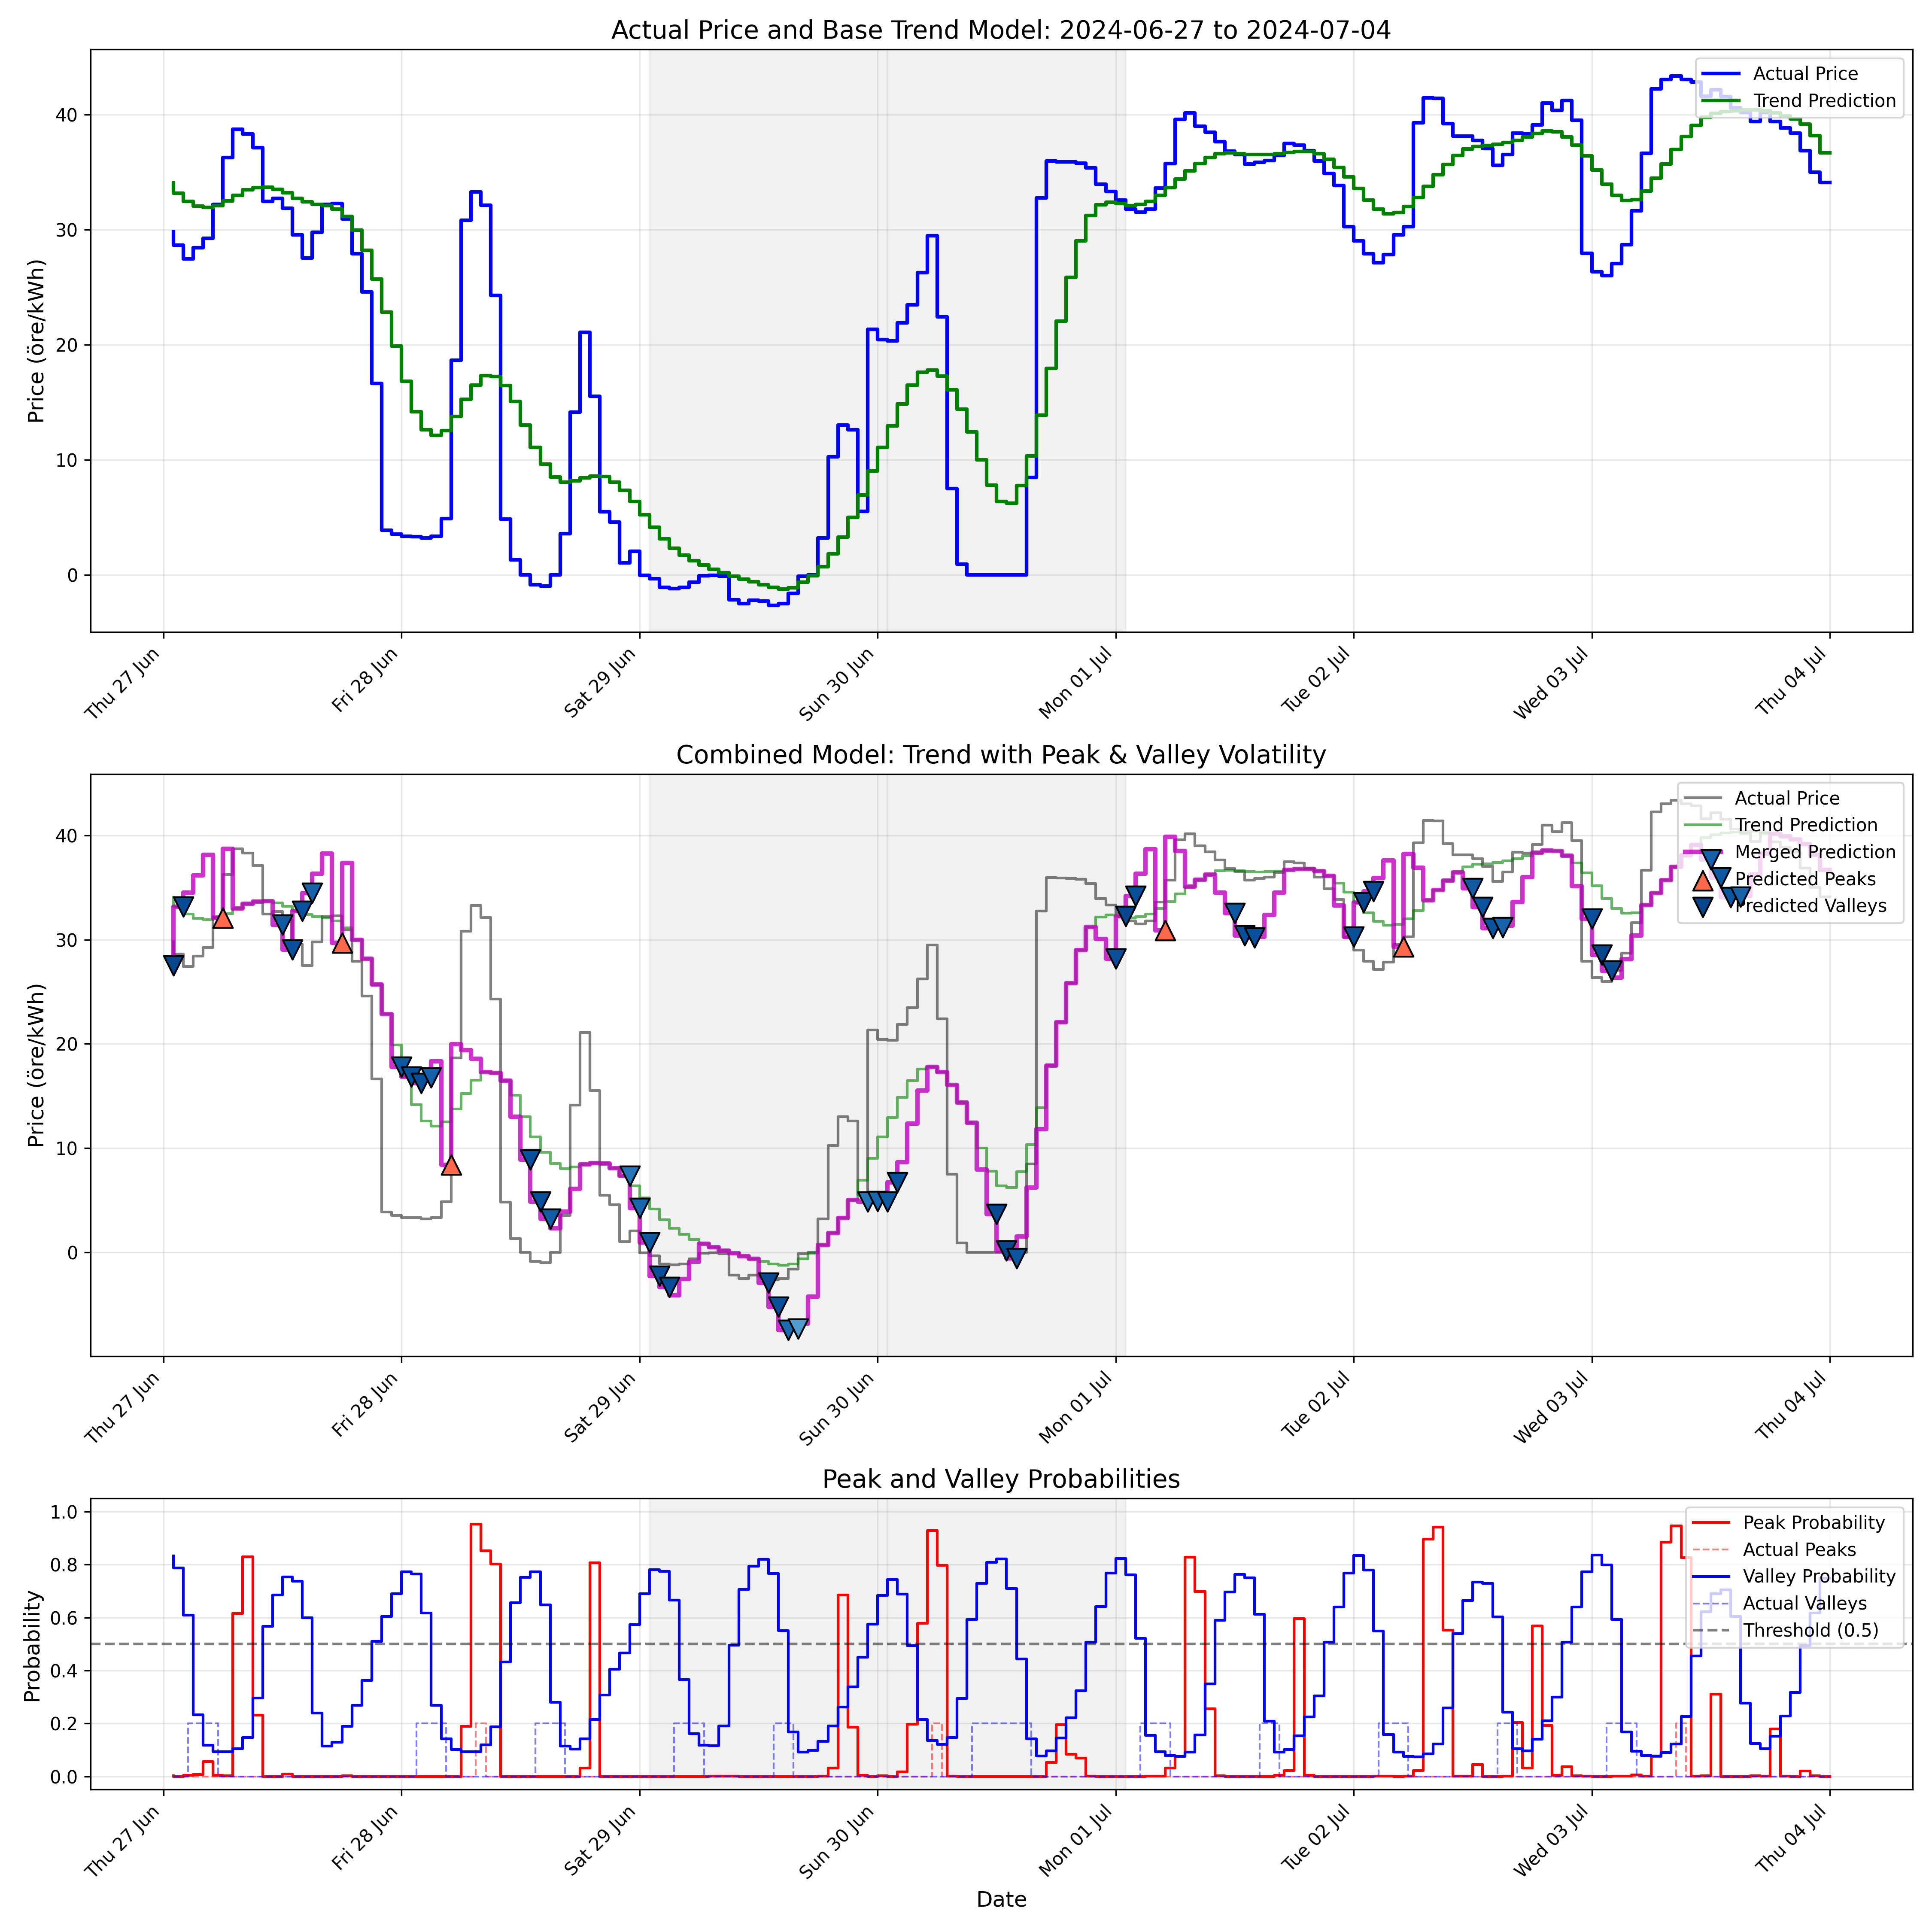 Actual Price and Base Trend Model: 2024-06-27 to 2024-07-04
Price (öre/kWh)
40
30
20
10
0
Actual Price
Trend Prediction
Thu 27 Jun
Fri 28 Jun
Sat 29 Jun
Sun 30 Jun
Mon 01 Jul
Tue 02 Jul
Wed 03 Jul
Thu 04 Jul
Combined Model: Trend with Peak & Valley Volatility
Price (öre/kWh)
40
30
20
10
0
Actual Price
Trend Prediction
Merged Prediction
Predicted Peaks
Predicted Valleys
Thu 27 Jun
Fri 28 Jun
Sat 29 Jun
Sun 30 Jun
Mon 01 Jul
Tue 02 Jul
Wed 03 Jul
Thu 04 Jul
Peak and Valley Probabilities
Probability
1.0
0.8
0.6
0.4
0.2
0.0
Peak Probability
Actual Peaks
Valley Probability
Actual Valleys
Threshold (0.5)
Thu 27 Jun
Fri 28 Jun
Sat 29 Jun
Sun 30 Jun
Mon 01 Jul
Tue 02 Jul
Wed 03 Jul
Thu 04 Jul
Date